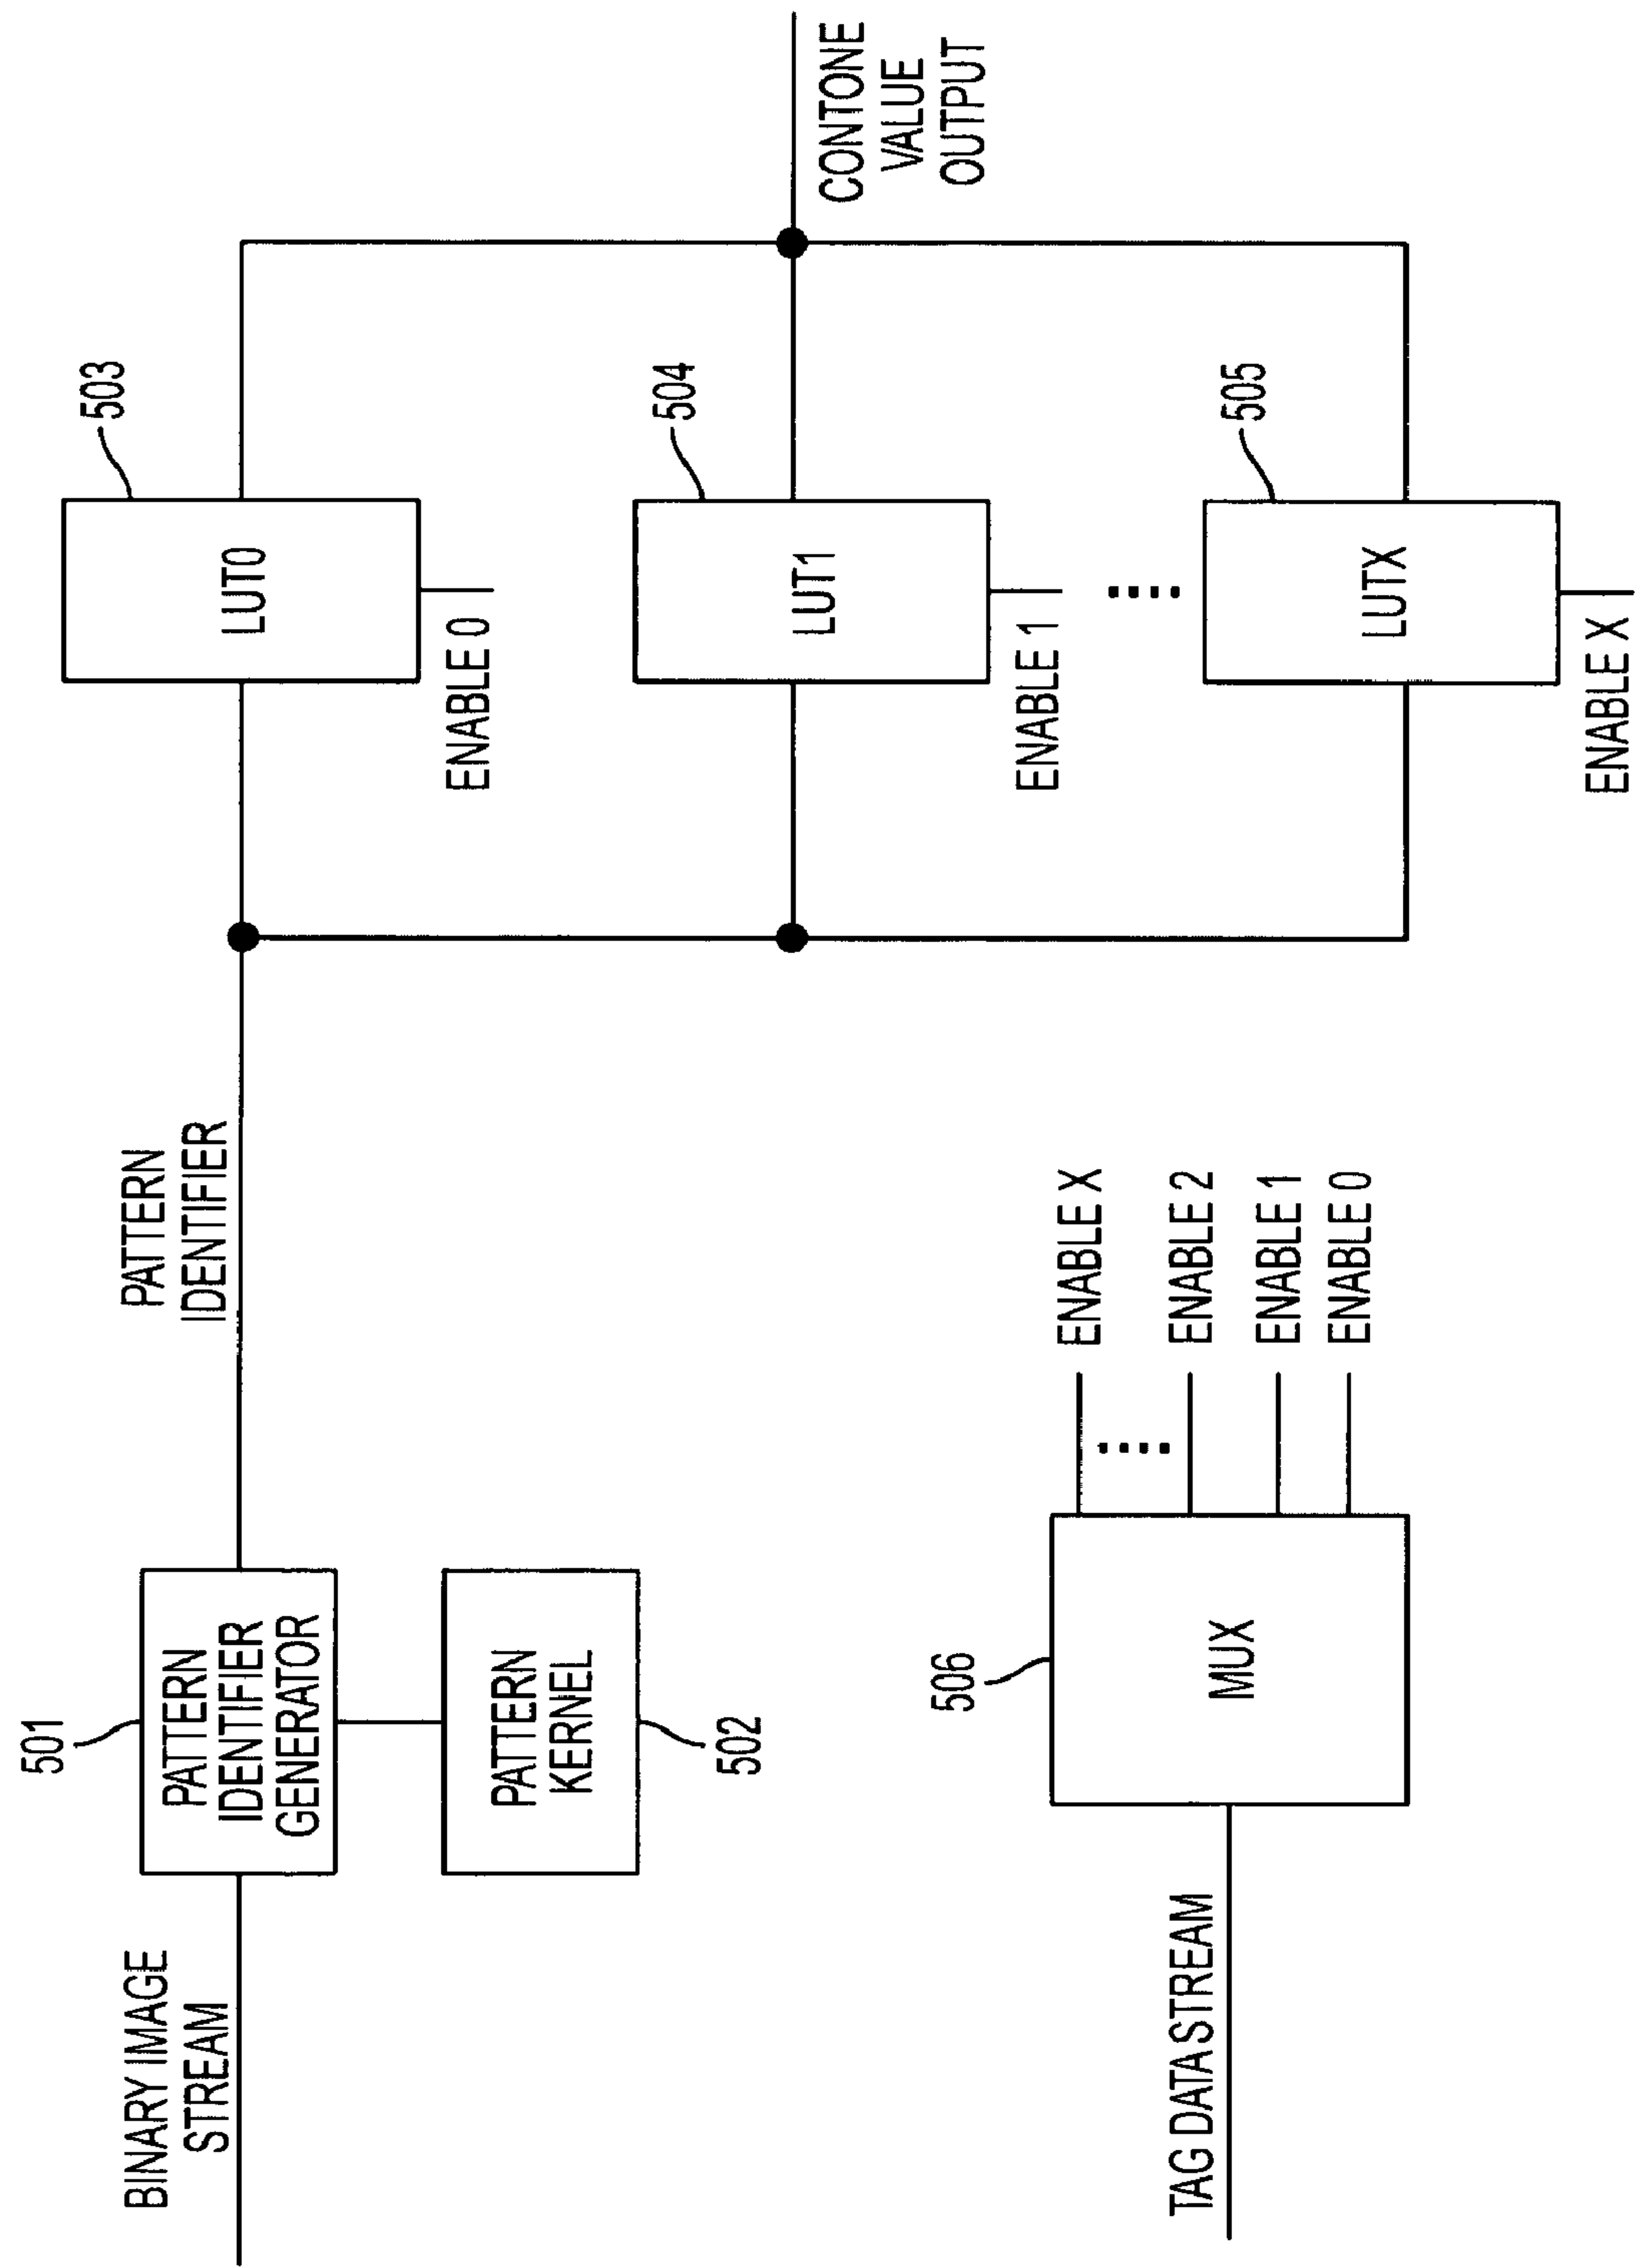 BINARY IMAGE
STREAM
501
PATTERN
IDENTIFIER
GENERATOR
PATTERN
KERNEL
502
PATTERN
IDENTIFIER
503
LUT0
ENABLE 0
504
LUT1
ENABLE 1
505
LUTX
ENABLE X
CONTONE
VALUE
OUTPUT
TAG DATA STREAM
506
MUX
ENABLE X
ENABLE 2
ENABLE 1
ENABLE 0